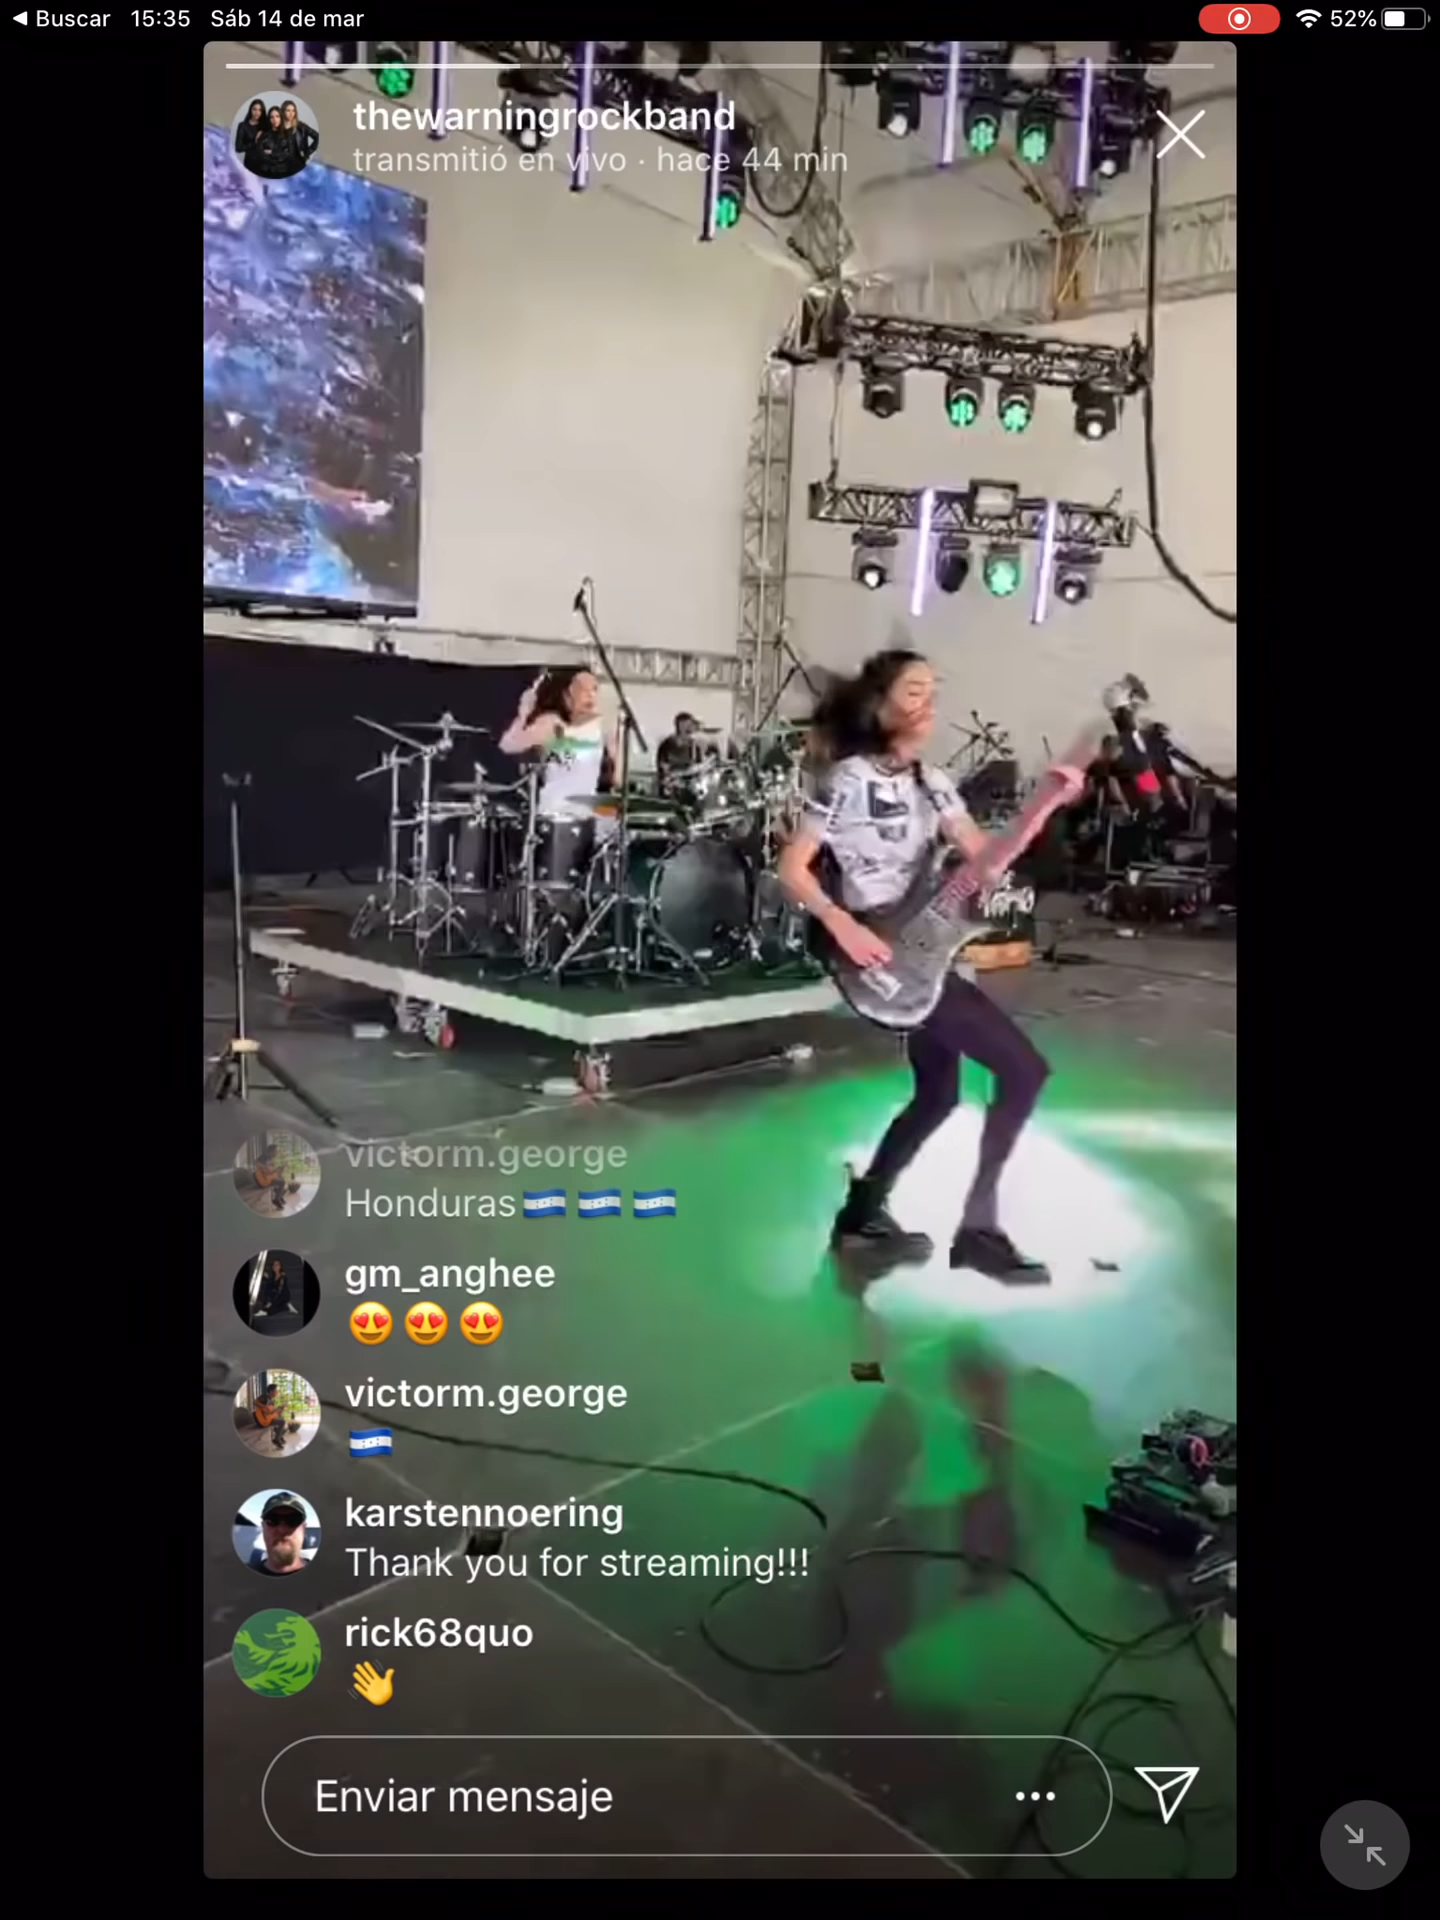 Buscar 15:35 Sáb 14 de mar 52%
thewarningrockband
transmitió en vivo · hace 44 min
victorm.george
Honduras🇭🇳🇭🇳🇭🇳
gm_anghee
😍😍😍
victorm.george
🇭🇳
karstennoering
Thank you for streaming!!!
rick68quo
👋
Enviar mensaje